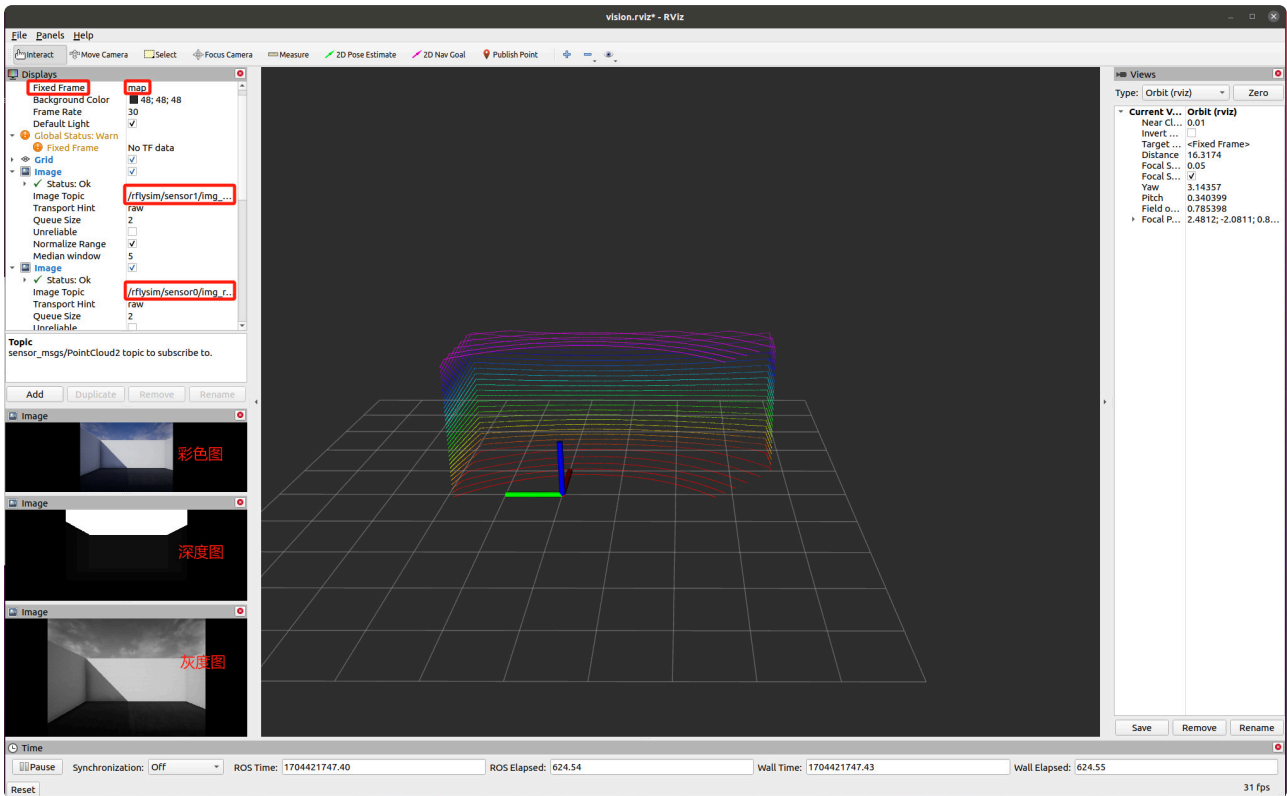 vision.rviz* - RViz
File Panels Help
Interact Move Camera Select Focus Camera Measure 2D Pose Estimate 2D Nav Goal Publish Point
Displays
Fixed Frame map
Background Color 48; 48; 48
Frame Rate 30
Default Light
Global Status: Warn
Fixed Frame No TF data
Grid
Image
Status: Ok
Image Topic /rflysim/sensor1/img_...
Transport Hint raw
Queue Size 2
Unreliable
Normalize Range
Median window 5
Image
Status: Ok
Image Topic /rflysim/sensor0/img_r...
Transport Hint raw
Queue Size 2
Unreliable
Topic
sensor_msgs/PointCloud2 topic to subscribe to.
Add Duplicate Remove Rename
Image
彩色图
Image
深度图
Image
灰度图
Views
Type: Orbit (rviz) Zero
Current V... Orbit (rviz)
Near Cl... 0.01
Invert ...
Target ... <Fixed Frame>
Distance 16.3174
Focal S... 0.05
Focal S...
Yaw 3.14357
Pitch 0.340399
Field o... 0.785398
Focal P... 2.4812; -2.0811; 0.8...
Save Remove Rename
Time
Pause Synchronization: Off ROS Time: 1704421747.40 ROS Elapsed: 624.54 Wall Time: 1704421747.43 Wall Elapsed: 624.55
Reset 31 fps